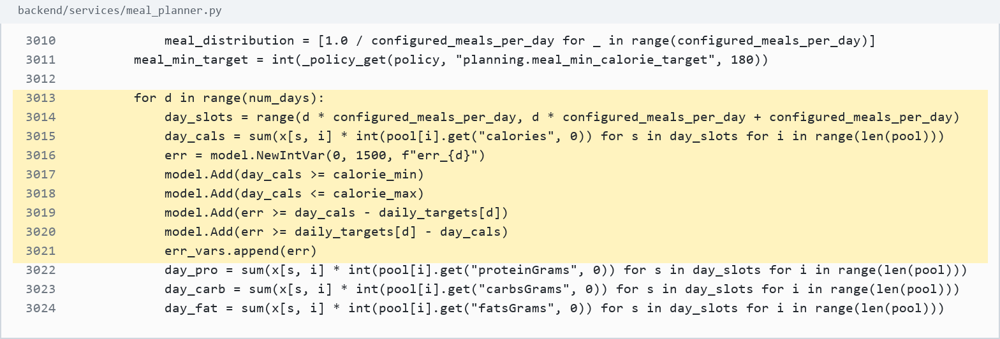 backend/services/meal_planner.py
3010              meal_distribution = [1.0 / configured_meals_per_day for _ in range(configured_meals_per_day)]
3011          meal_min_target = int(_policy_get(policy, "planning.meal_min_calorie_target", 180))
3012
3013          for d in range(num_days):
3014              day_slots = range(d * configured_meals_per_day, d * configured_meals_per_day + configured_meals_per_day)
3015              day_cals = sum(x[s, i] * int(pool[i].get("calories", 0)) for s in day_slots for i in range(len(pool)))
3016              err = model.NewIntVar(0, 1500, f"err_{d}")
3017              model.Add(day_cals >= calorie_min)
3018              model.Add(day_cals <= calorie_max)
3019              model.Add(err >= day_cals - daily_targets[d])
3020              model.Add(err >= daily_targets[d] - day_cals)
3021              err_vars.append(err)
3022              day_pro = sum(x[s, i] * int(pool[i].get("proteinGrams", 0)) for s in day_slots for i in range(len(pool)))
3023              day_carb = sum(x[s, i] * int(pool[i].get("carbsGrams", 0)) for s in day_slots for i in range(len(pool)))
3024              day_fat = sum(x[s, i] * int(pool[i].get("fatsGrams", 0)) for s in day_slots for i in range(len(pool)))